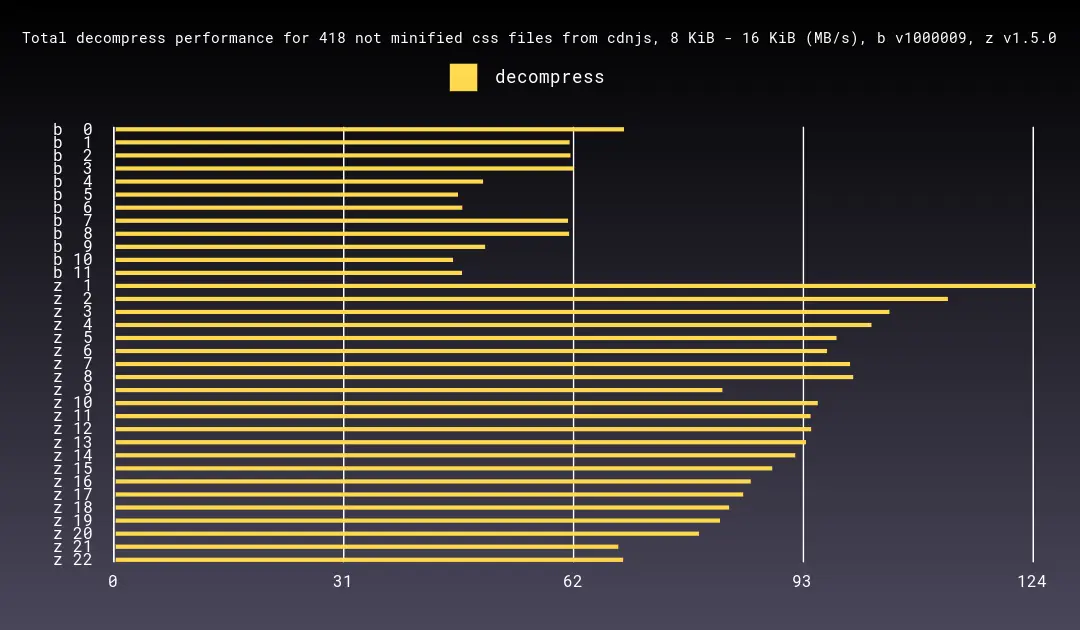 Total decompress performance for 418 not minified css files from cdnjs, 8 KiB - 16 KiB (MB/s), b v1000009, z v1.5.0
decompress
b 0
b 1
b 2
b 3
b 4
b 5
b 6
b 7
b 8
b 9
b 10
b 11
z 1
z 2
z 3
z 4
z 5
z 6
z 7
z 8
z 9
z 10
z 11
z 12
z 13
z 14
z 15
z 16
z 17
z 18
z 19
z 20
z 21
z 22
0 31 62 93 124